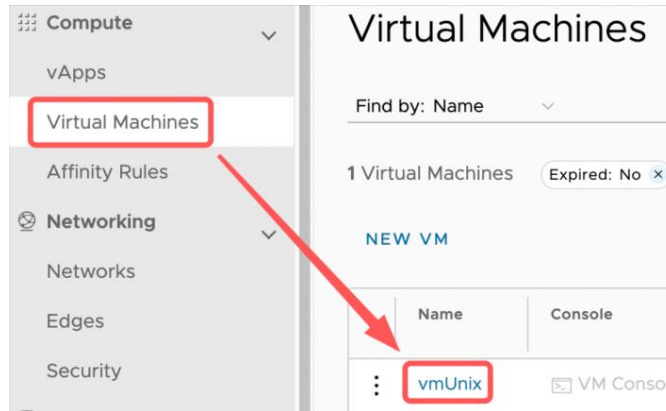 Compute
vApps
Virtual Machines
Affinity Rules
Networking
Networks
Edges
Security
Virtual Machines
Find by: Name
1 Virtual Machines
Expired: No ×
NEW VM
Name
Console
vmUnix
VM Conso